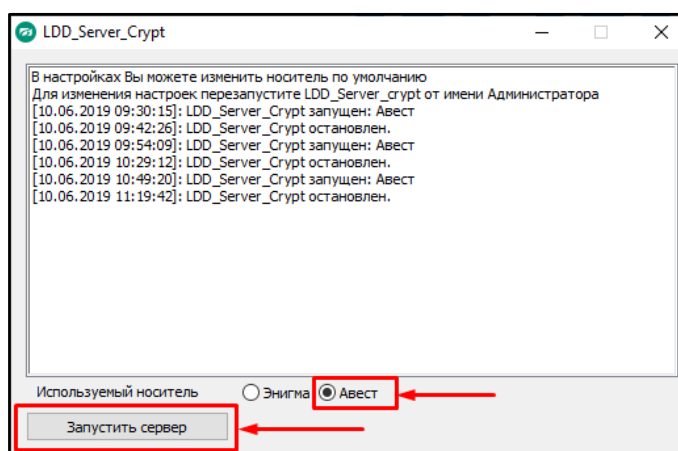 LDD_Server_Crypt
В настройках Вы можете изменить носитель по умолчанию
Для изменения настроек перезапустите LDD_Server_crypt от имени Администратора
[10.06.2019 09:30:15]: LDD_Server_Crypt запущен: Авест
[10.06.2019 09:42:26]: LDD_Server_Crypt остановлен.
[10.06.2019 09:54:09]: LDD_Server_Crypt запущен: Авест
[10.06.2019 10:29:12]: LDD_Server_Crypt остановлен.
[10.06.2019 10:49:20]: LDD_Server_Crypt запущен: Авест
[10.06.2019 11:19:42]: LDD_Server_Crypt остановлен.
Используемый носитель Энигма Авест
Запустить сервер